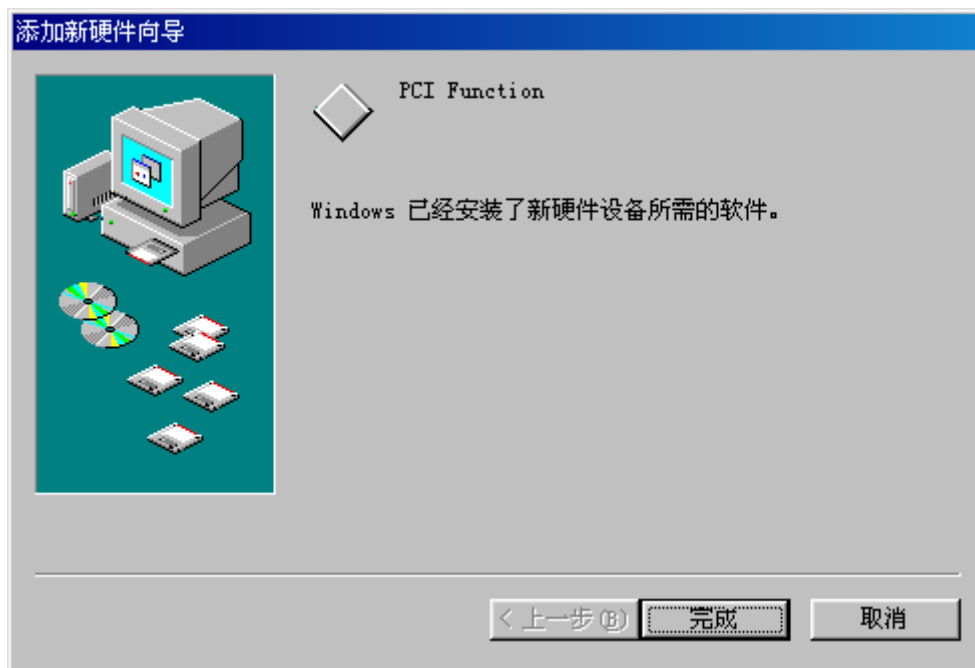 添加新硬件向导
PCI Function
Windows 已经安装了新硬件设备所需的软件。
< 上一步(B)
完成
取消